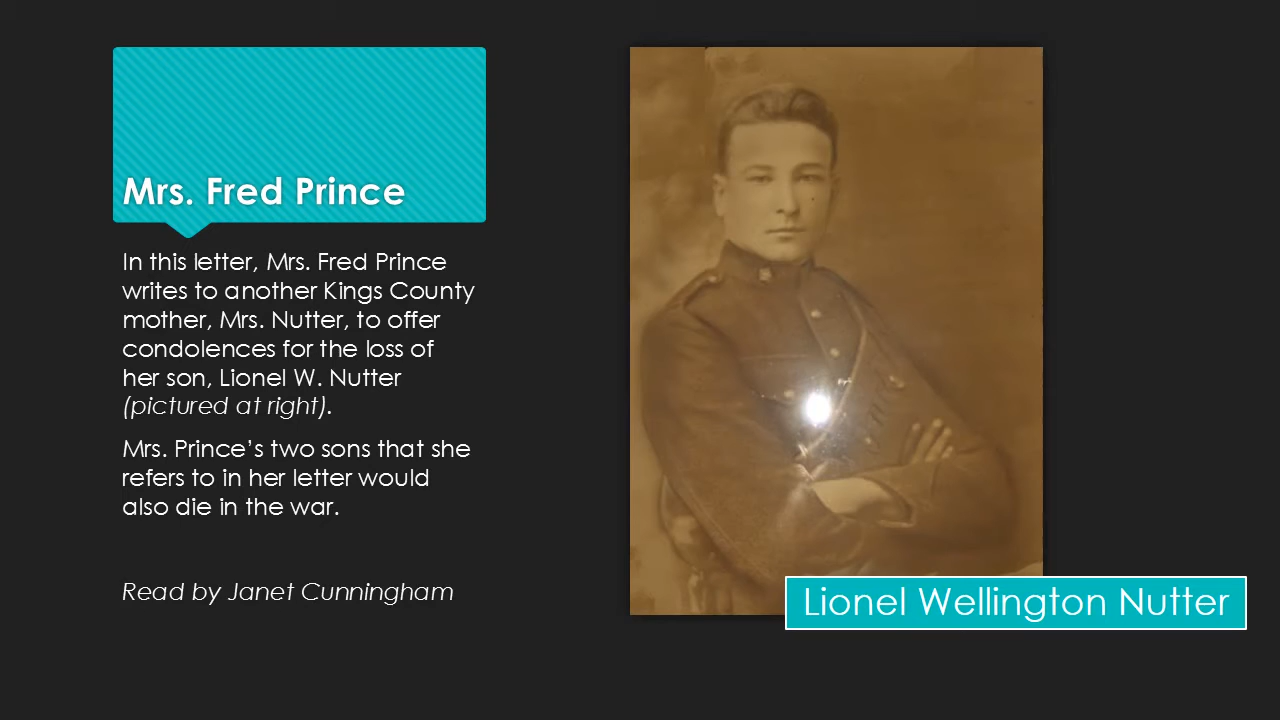 Mrs. Fred Prince
In this letter, Mrs. Fred Prince
writes to another Kings County
mother, Mrs. Nutter, to offer
condolences for the loss of
her son, Lionel W. Nutter
(pictured at right).
Mrs. Prince’s two sons that she
refers to in her letter would
also die in the war.
Read by Janet Cunningham
Lionel Wellington Nutter